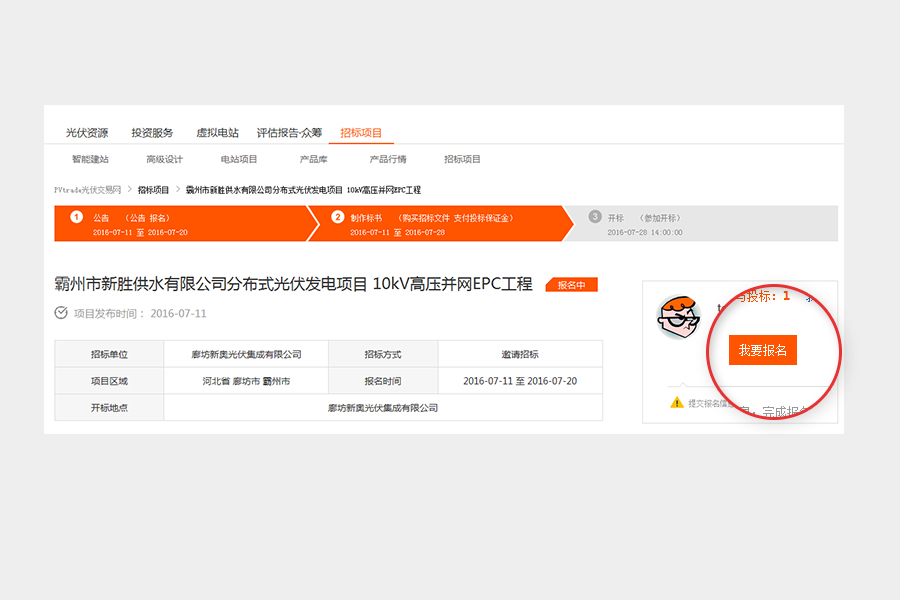 光伏资源 投资服务 虚拟电站 评估报告·众筹 招标项目
智能建站 高级设计 电站项目 产品库 产品行情 招标项目
PVtrade光伏交易网 > 招标项目 > 霸州市新胜供水有限公司分布式光伏发电项目 10kV高压并网EPC工程
1 公告 （公告 报名） 2 制作标书 （购买招标文件 支付投标保证金） 3 开标 （参加开标）
2016-07-11 至 2016-07-20 2016-07-11 至 2016-07-28 2016-07-28 14:00:00
霸州市新胜供水有限公司分布式光伏发电项目 10kV高压并网EPC工程 报名中
项目发布时间： 2016-07-11
与投标：1
我要报名
招标单位 廊坊新奥光伏集成有限公司 招标方式 邀请招标
项目区域 河北省 廊坊市 霸州市 报名时间 2016-07-11 至 2016-07-20
开标地点 廊坊新奥光伏集成有限公司
提交报名信息，完成报名